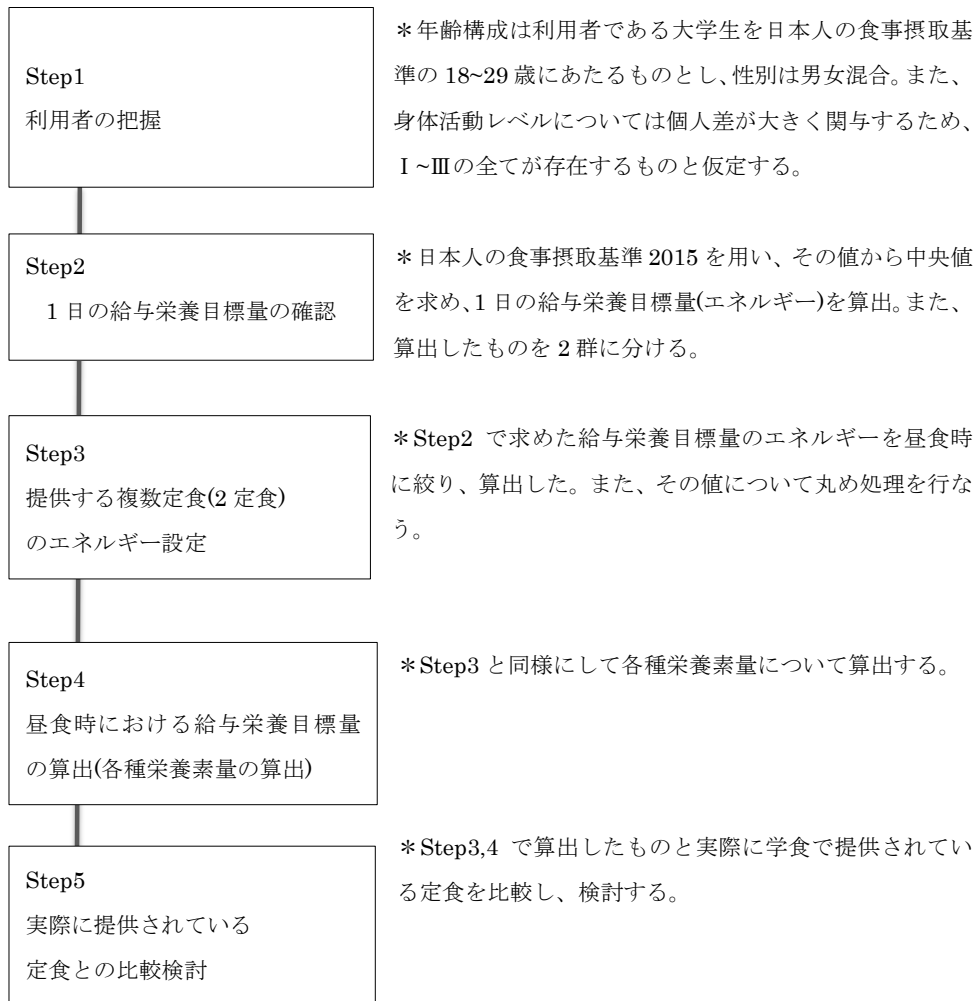 Step1
利用者の把握
＊年齢構成は利用者である大学生を日本人の食事摂取基
準の 18~29 歳にあたるものとし、性別は男女混合。また、
身体活動レベルについては個人差が大きく関与するため、
Ⅰ~Ⅲの全てが存在するものと仮定する。
Step2
1 日の給与栄養目標量の確認
＊日本人の食事摂取基準 2015 を用い、その値から中央値
を求め、1 日の給与栄養目標量(エネルギー)を算出。また、
算出したものを 2 群に分ける。
Step3
提供する複数定食(2 定食)
のエネルギー設定
＊Step2 で求めた給与栄養目標量のエネルギーを昼食時
に絞り、算出した。また、その値について丸め処理を行な
う。
Step4
昼食時における給与栄養目標量
の算出(各種栄養素量の算出)
＊Step3 と同様にして各種栄養素量について算出する。
Step5
実際に提供されている
定食との比較検討
＊Step3,4 で算出したものと実際に学食で提供されてい
る定食を比較し、検討する。